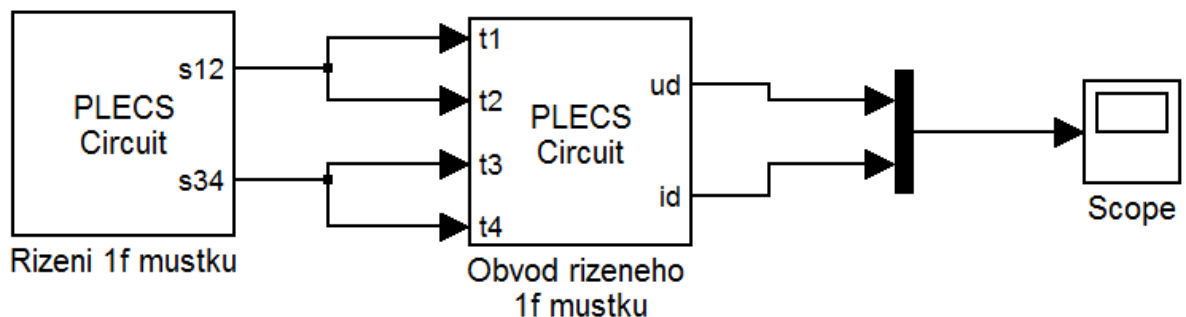 PLECS
Circuit
s12
s34
Rizeni 1f mustku
t1
t2
t3
t4
PLECS
Circuit
ud
id
Obvod rizeneho
1f mustku
Scope